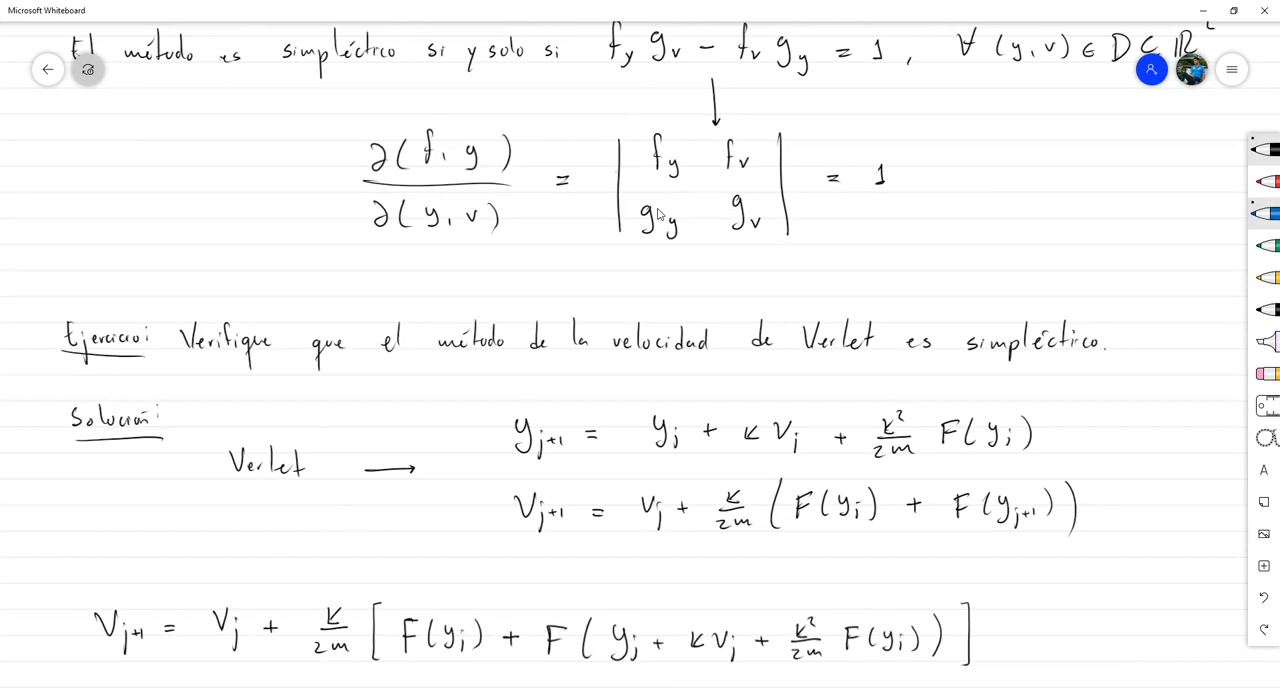 Microsoft Whiteboard
El método es simpléctico si y solo si f_y g_v − f_v g_y = 1, ∀ (y, v) ∈ D ⊂ ℝ²
∂(f, g) / ∂(y, v) = | f_y f_v ; g_y g_v | = 1
Ejercicio: Verifique que el método de la velocidad de Verlet es simpléctico.
Solución:
Verlet → y_{j+1} = y_j + k v_j + k²/2m F(y_j)
v_{j+1} = v_j + k/2m (F(y_j) + F(y_{j+1}))
v_{j+1} = v_j + k/2m [F(y_j) + F(y_j + k v_j + k²/2m F(y_j))]
A